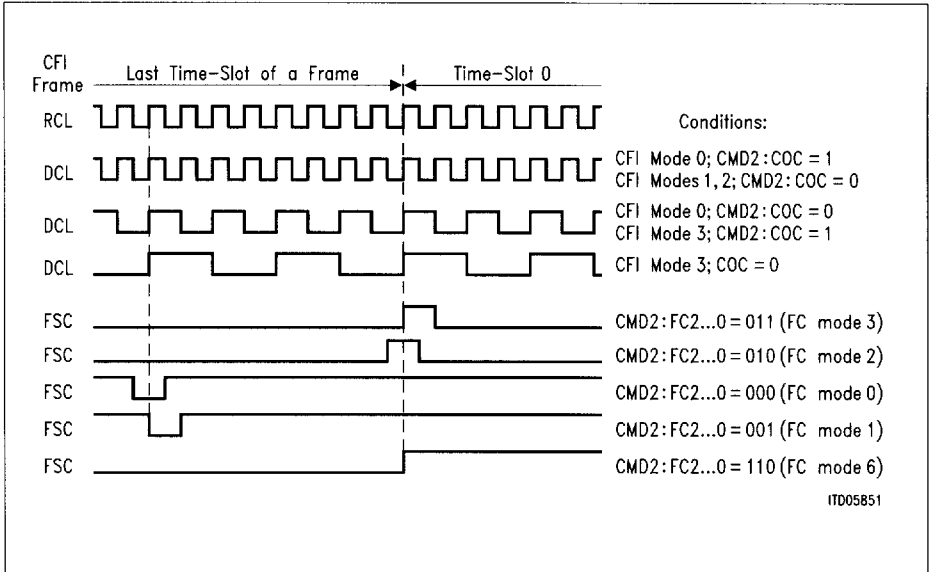 CFI
Frame
Last Time-Slot of a Frame
Time-Slot 0
RCL
Conditions:
DCL
CFI Mode 0; CMD2:COC = 1
CFI Modes 1, 2; CMD2:COC = 0
DCL
CFI Mode 0; CMD2:COC = 0
CFI Mode 3; CMD2:COC = 1
DCL
CFI Mode 3; COC = 0
FSC
CMD2:FC2...0 = 011 (FC mode 3)
FSC
CMD2:FC2...0 = 010 (FC mode 2)
FSC
CMD2:FC2...0 = 000 (FC mode 0)
FSC
CMD2:FC2...0 = 001 (FC mode 1)
FSC
CMD2:FC2...0 = 110 (FC mode 6)
ITD05851